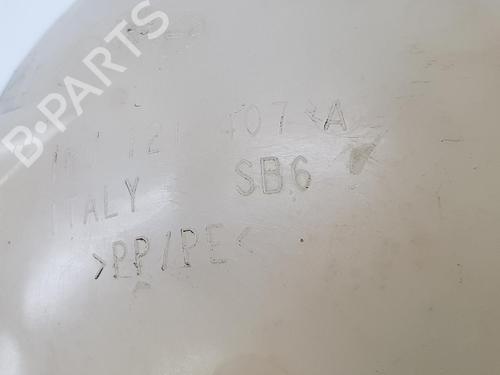 B·PARTS
121 407 A
ITALY SB6
>PP/PE<